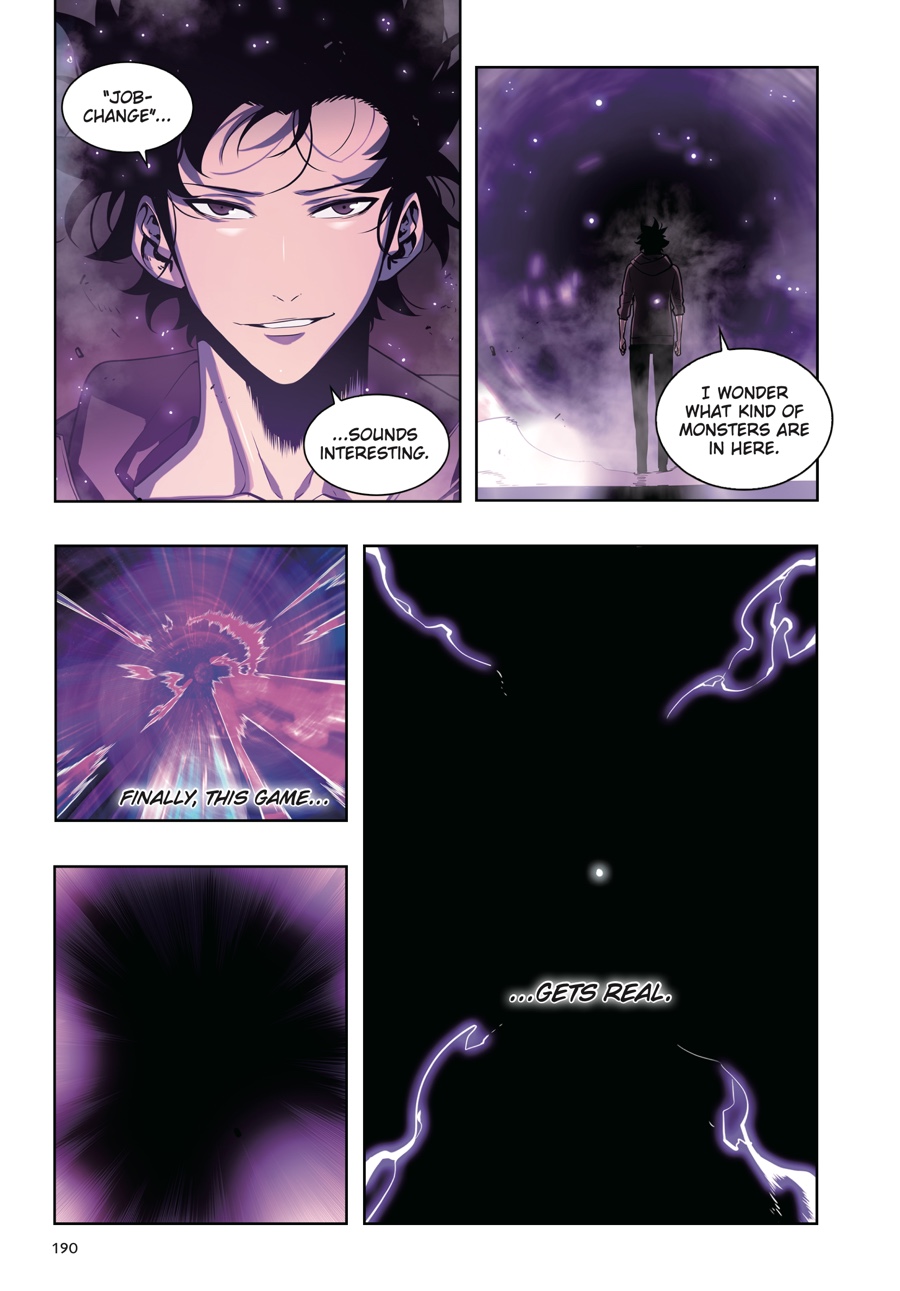 "JOB-
CHANGE"...
...SOUNDS
INTERESTING.
I WONDER
WHAT KIND OF
MONSTERS ARE
IN HERE.
FINALLY, THIS GAME...
...GETS REAL.
190